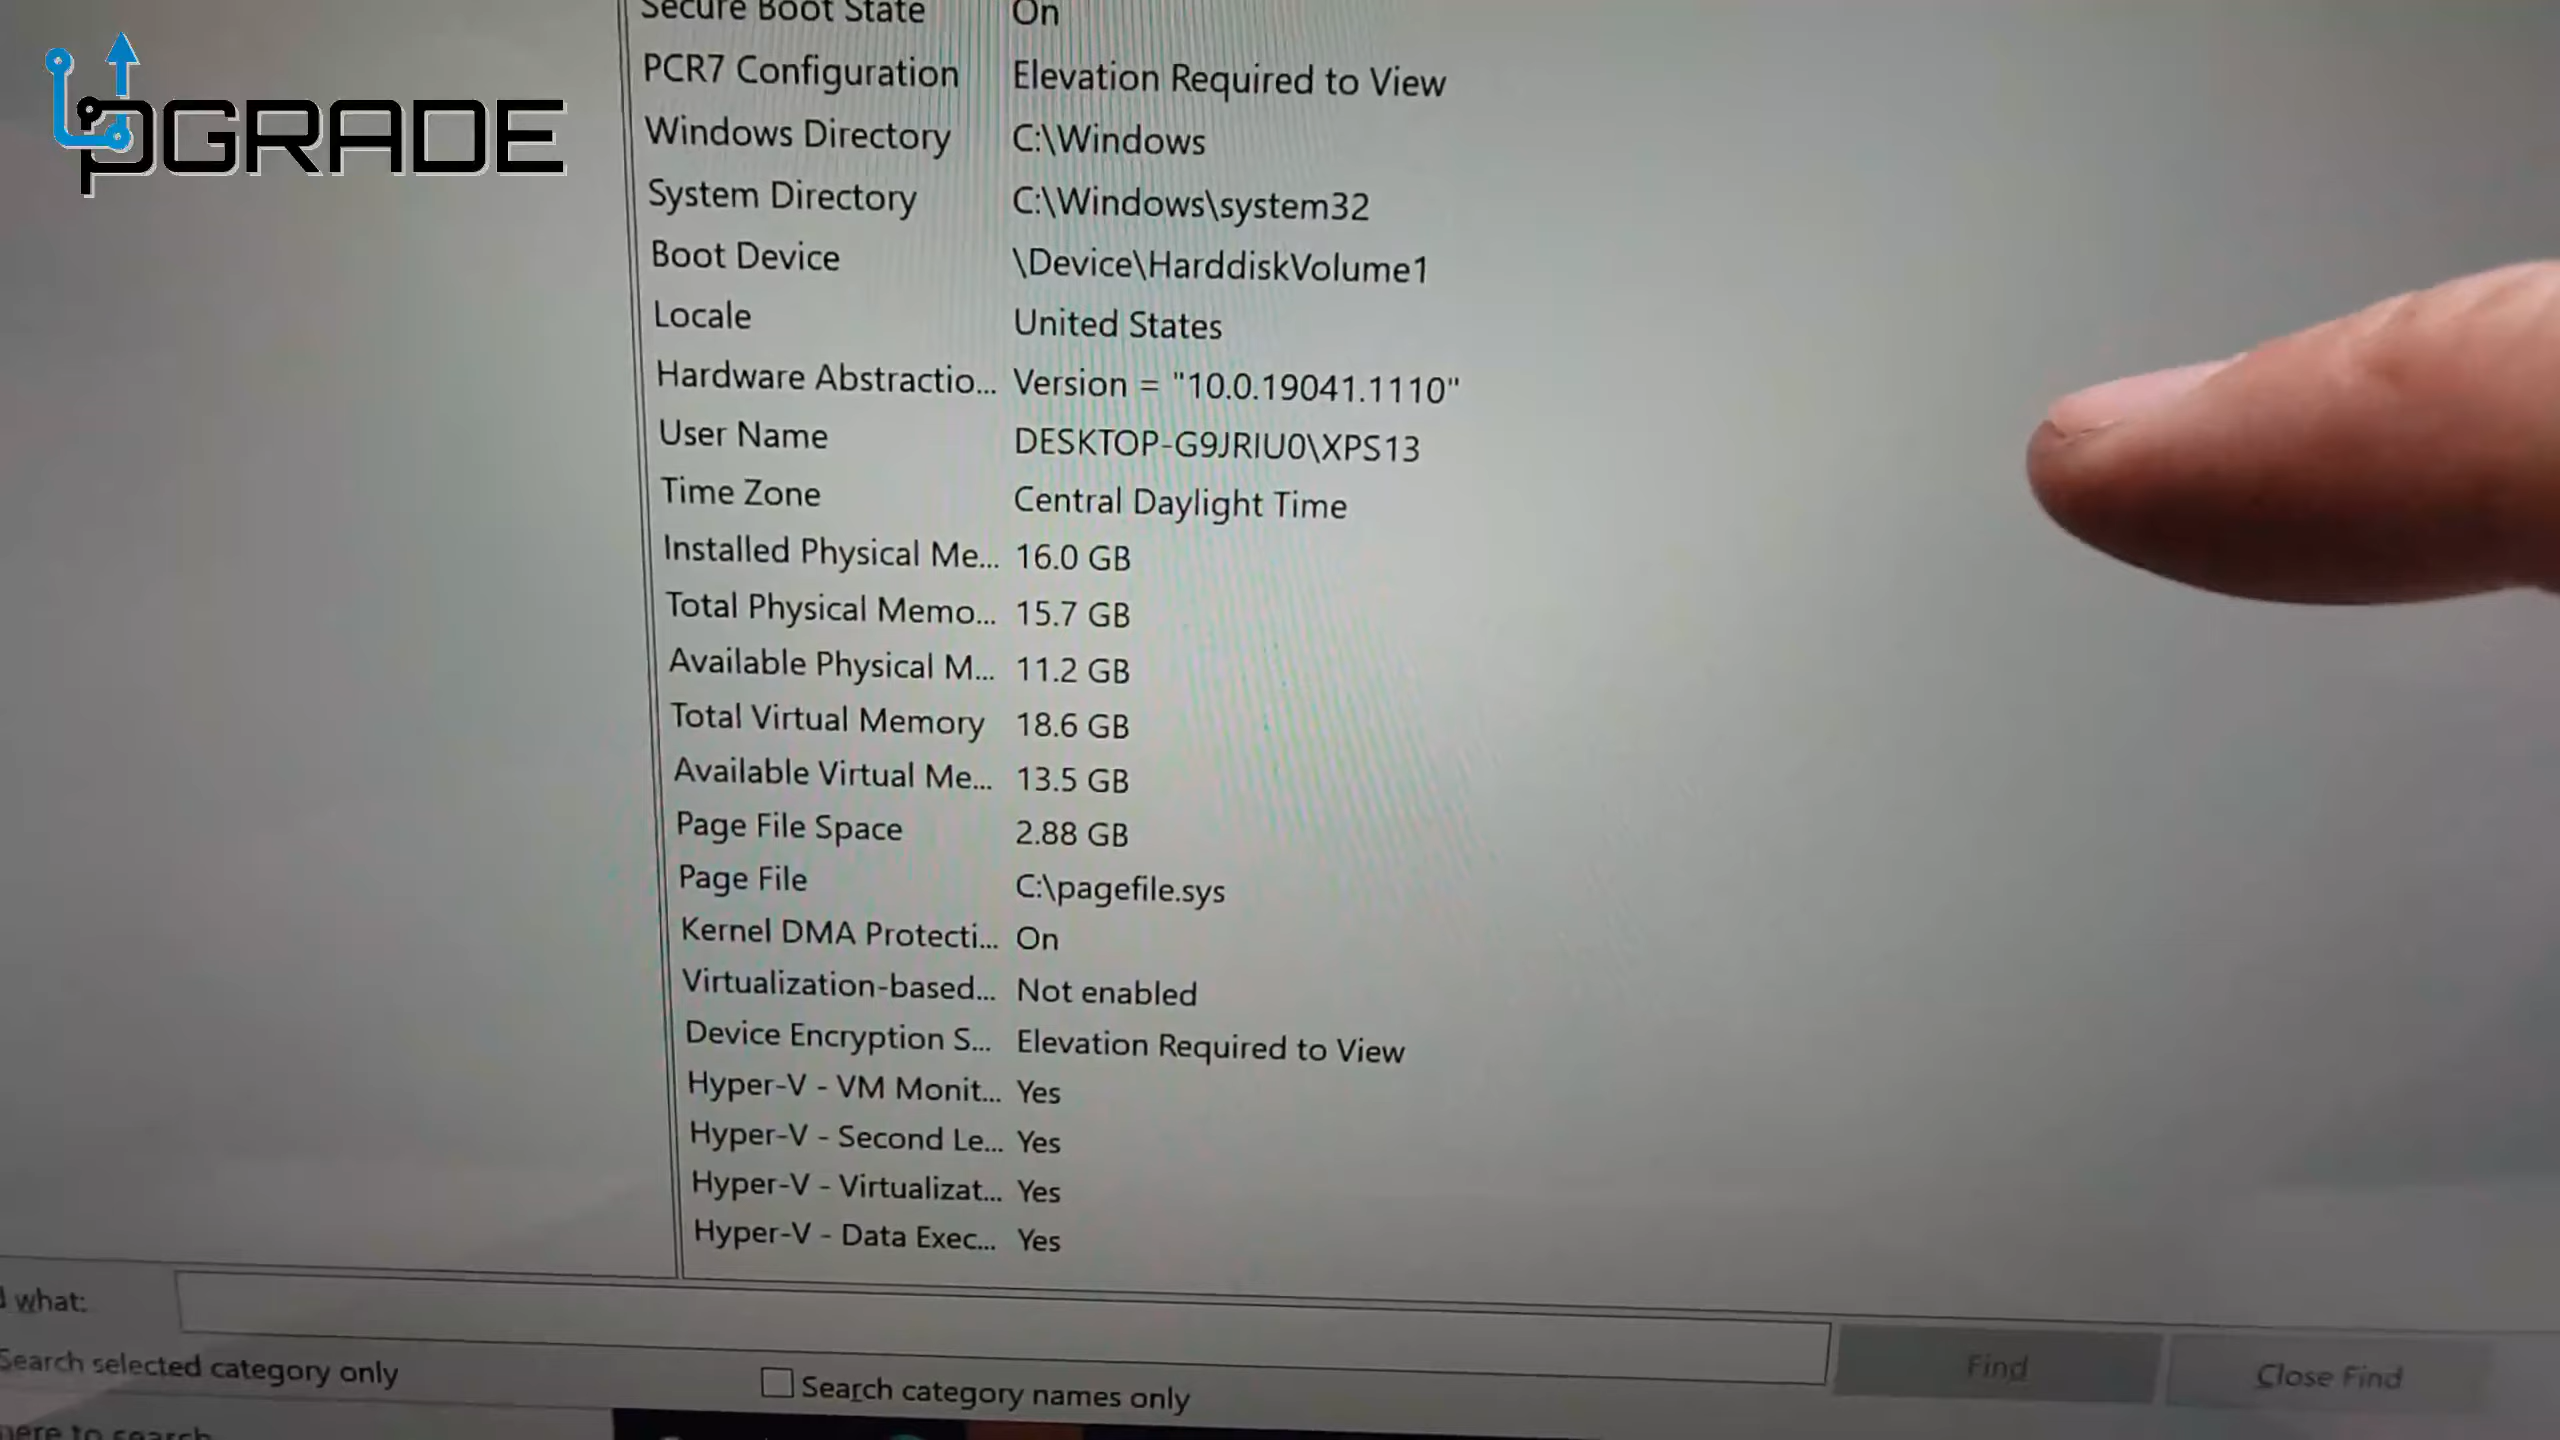 UPGRADE
Secure Boot State On
PCR7 Configuration Elevation Required to View
Windows Directory C:\Windows
System Directory C:\Windows\system32
Boot Device \Device\HarddiskVolume1
Locale United States
Hardware Abstractio... Version = "10.0.19041.1110"
User Name DESKTOP-G9JRIU0\XPS13
Time Zone Central Daylight Time
Installed Physical Me... 16.0 GB
Total Physical Memo... 15.7 GB
Available Physical M... 11.2 GB
Total Virtual Memory 18.6 GB
Available Virtual Me... 13.5 GB
Page File Space 2.88 GB
Page File C:\pagefile.sys
Kernel DMA Protecti... On
Virtualization-based... Not enabled
Device Encryption S... Elevation Required to View
Hyper-V - VM Monit... Yes
Hyper-V - Second Le... Yes
Hyper-V - Virtualizat... Yes
Hyper-V - Data Exec... Yes
what:
Find Close Find
Search selected category only Search category names only
here to search